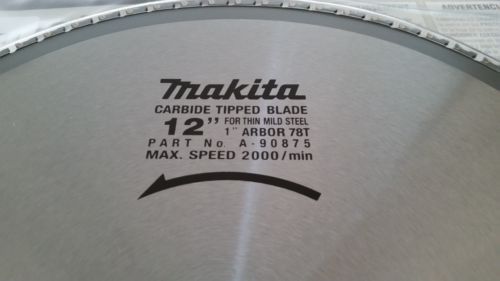 ADVERTENCI
makita
CARBIDE TIPPED BLADE
12" FOR THIN MILD STEEL
1" ARBOR 78T
PART No. A-90875
MAX. SPEED 2000/min